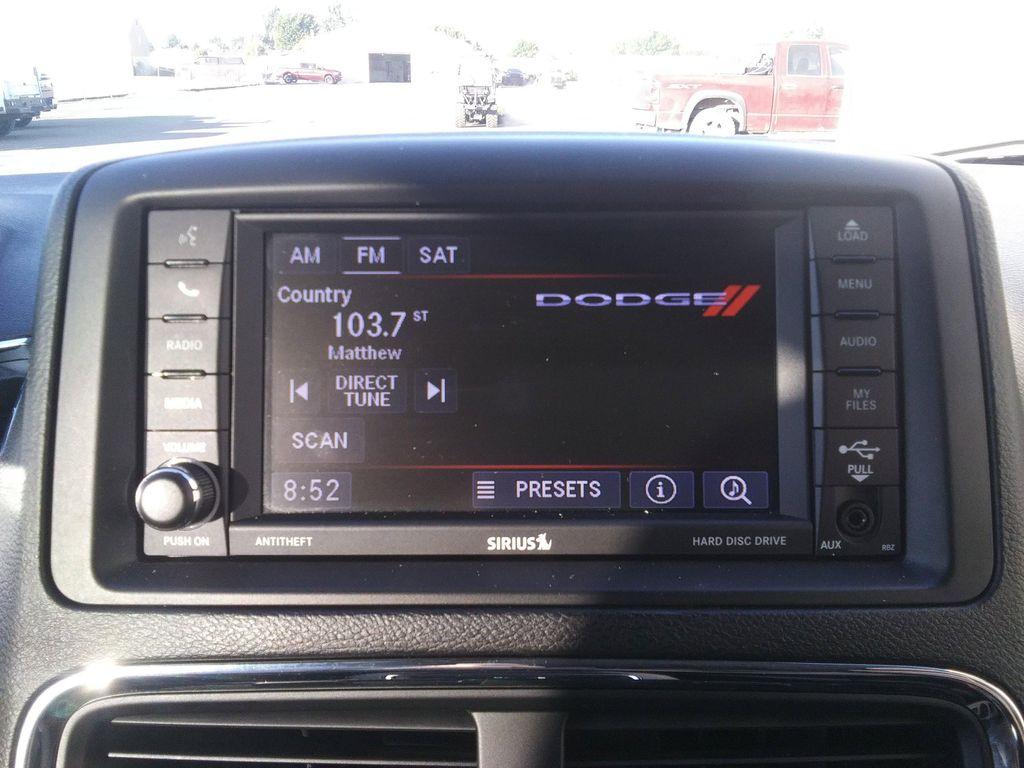 AM FM SAT
Country
103.7 ST
Matthew
DIRECT
TUNE
SCAN
8:52 PRESETS
DODGE
RADIO
MEDIA
VOLUME
PUSH ON
ANTITHEFT
SIRIUS
HARD DISC DRIVE
LOAD
MENU
AUDIO
MY
FILES
PULL
AUX
RBZ